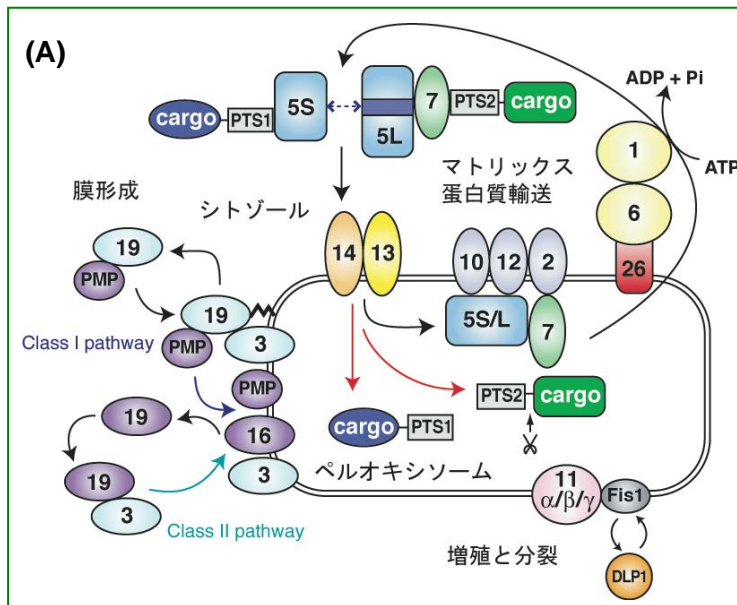 (A)
cargo
PTS1
5S
5L
7
PTS2
cargo
ADP + Pi
ATP
1
6
26
マトリックス
蛋白質輸送
膜形成
シトゾール
14
13
10
12
2
5S/L
7
19
PMP
19
PMP
3
Class I pathway
PMP
16
3
19
19
3
Class II pathway
cargo
PTS1
PTS2
cargo
ペルオキシソーム
11
α/β/γ
Fis1
DLP1
増殖と分裂